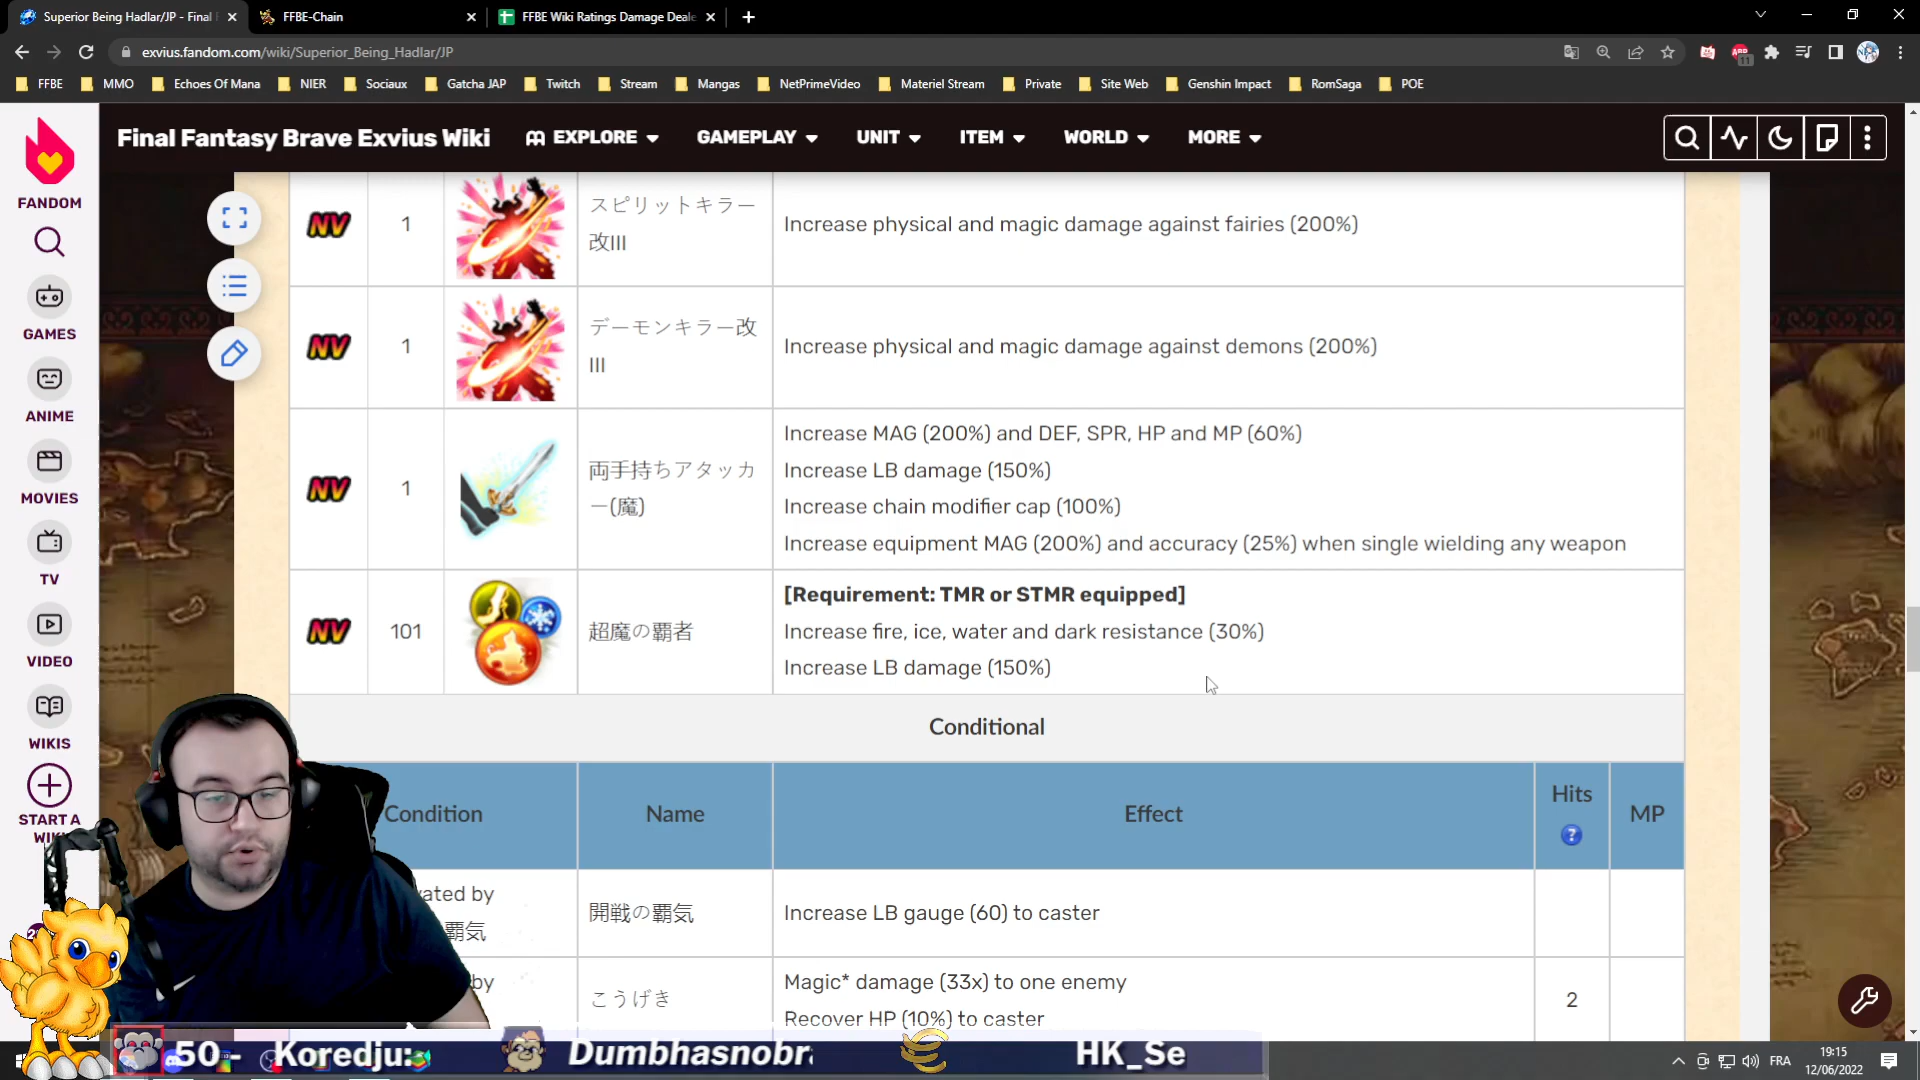 Superior Being Hadlar/JP - Final
FFBE-Chain
FFBE Wiki Ratings Damage Deale
exvius.fandom.com/wiki/Superior_Being_Hadlar/JP
11
FFBE
MMO
Echoes Of Mana
NIER
Sociaux
Gatcha JAP
Twitch
Stream
Mangas
NetPrimeVideo
Materiel Stream
Private
Site Web
Genshin Impact
RomSaga
POE
Final Fantasy Brave Exvius Wiki
EXPLORE
GAMEPLAY
UNIT
ITEM
WORLD
MORE
FANDOM
GAMES
ANIME
MOVIES
TV
VIDEO
WIKIS
START A
WIKI
NV
1
スピリットキラー
改III
Increase physical and magic damage against fairies (200%)
NV
1
デーモンキラー改
III
Increase physical and magic damage against demons (200%)
NV
1
両手持ちアタッカ
ー(魔)
Increase MAG (200%) and DEF, SPR, HP and MP (60%)
Increase LB damage (150%)
Increase chain modifier cap (100%)
Increase equipment MAG (200%) and accuracy (25%) when single wielding any weapon
NV
101
超魔の覇者
[Requirement: TMR or STMR equipped]
Increase fire, ice, water and dark resistance (30%)
Increase LB damage (150%)
Conditional
Condition
Name
Effect
Hits
?
MP
vated by
覇気
開戦の覇気
Increase LB gauge (60) to caster
by
こうげき
Magic* damage (33x) to one enemy
Recover HP (10%) to caster
2
50 -
Koredju:
Dumbhasnobr
HK_Se
FRA
19:15
12/06/2022